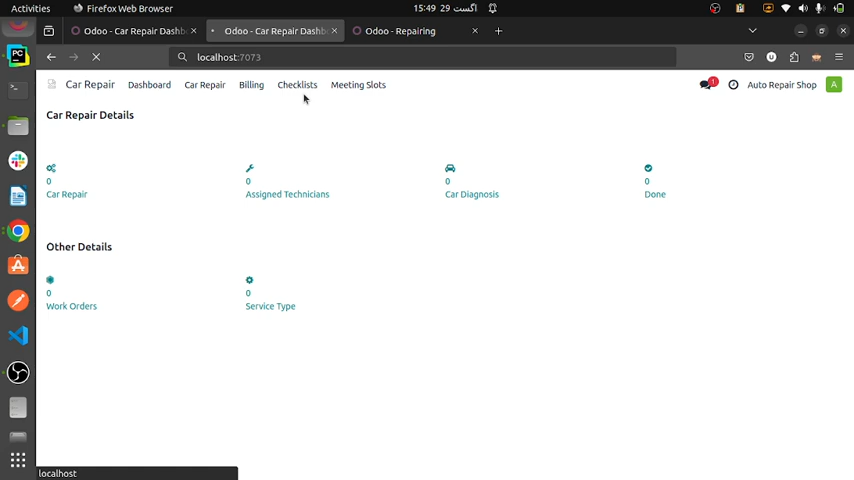 Activities
Firefox Web Browser
15:49 29 اگست
Odoo - Car Repair Dashb
Odoo - Car Repair Dashb
Odoo - Repairing
localhost:7073
Car Repair
Dashboard
Car Repair
Billing
Checklists
Meeting Slots
1
Auto Repair Shop
A
Car Repair Details
0
Car Repair
0
Assigned Technicians
0
Car Diagnosis
0
Done
Other Details
0
Work Orders
0
Service Type
localhost